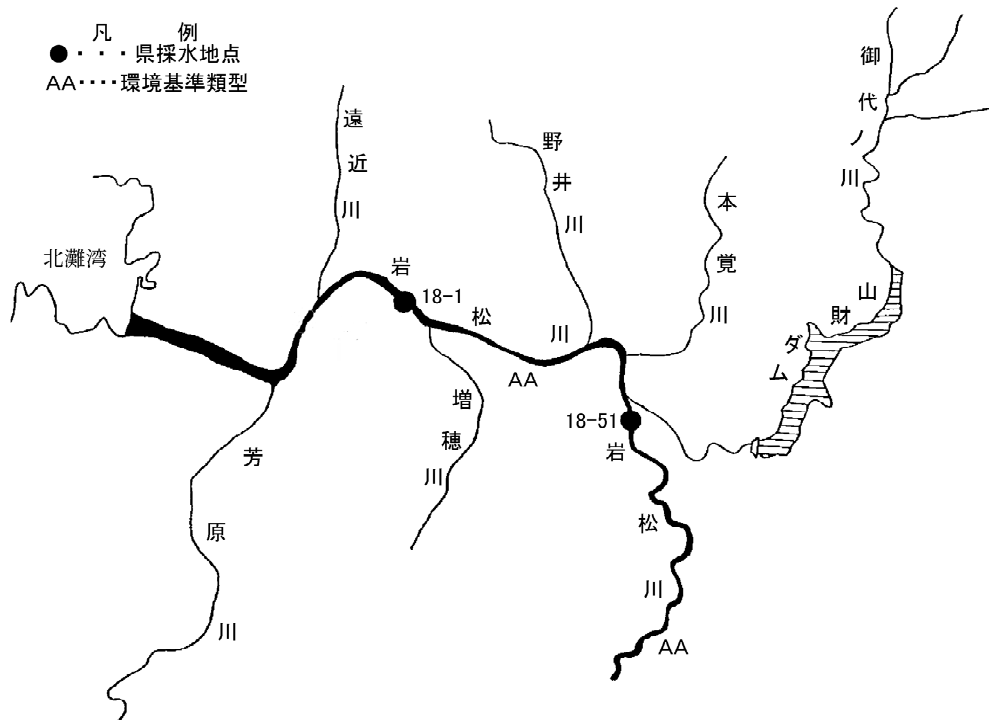 凡例
●・・・県採水地点
AA・・・・環境基準類型
御代ノ川
遠近川
野井川
本覚川
北灘湾
岩松川
18-1
山財ダム
AA
増穂川
18-51
芳原川
岩松川
AA